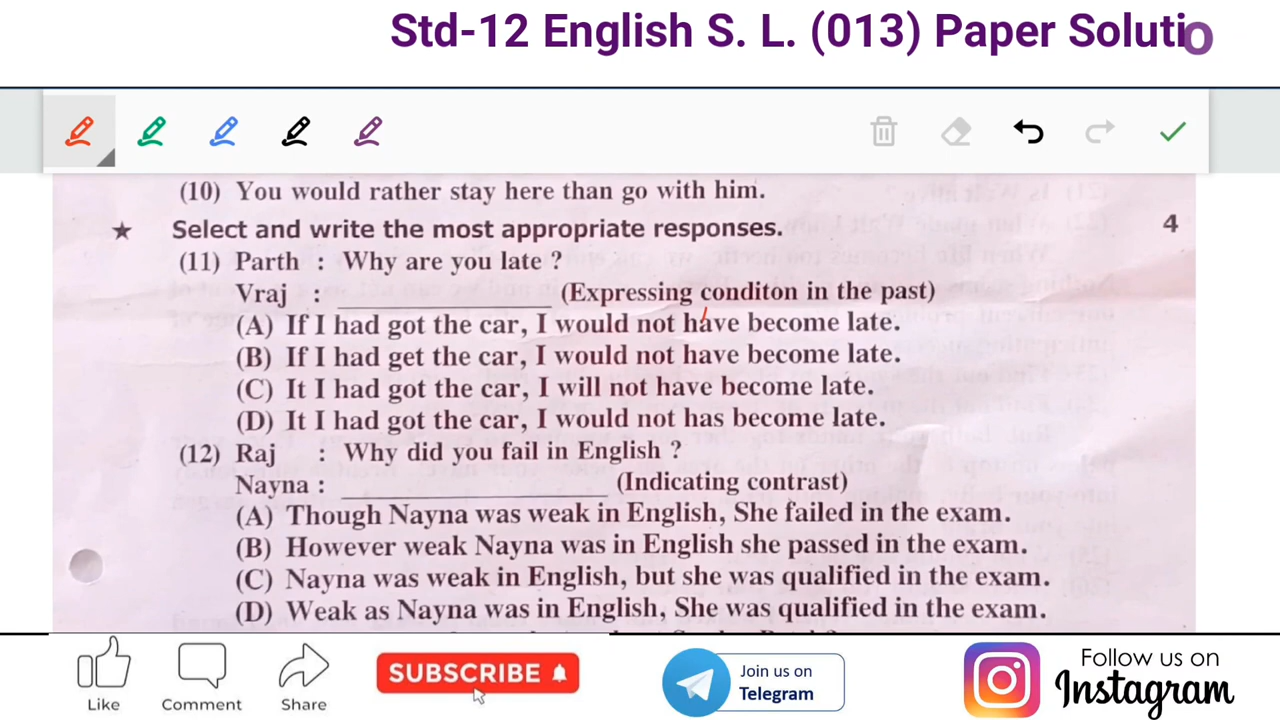 Std-12 English S. L. (013) Paper Solutio
(10) You would rather stay here than go with him.
★ Select and write the most appropriate responses. 4
(11) Parth : Why are you late ?
Vraj : ____________ (Expressing conditon in the past)
(A) If I had got the car, I would not have become late.
(B) If I had get the car, I would not have become late.
(C) It I had got the car, I will not have become late.
(D) It I had got the car, I would not has become late.
(12) Raj : Why did you fail in English ?
Nayna : ____________ (Indicating contrast)
(A) Though Nayna was weak in English, She failed in the exam.
(B) However weak Nayna was in English she passed in the exam.
(C) Nayna was weak in English, but she was qualified in the exam.
(D) Weak as Nayna was in English, She was qualified in the exam.
Like
Comment
Share
SUBSCRIBE
Join us on
Telegram
Follow us on
Instagram